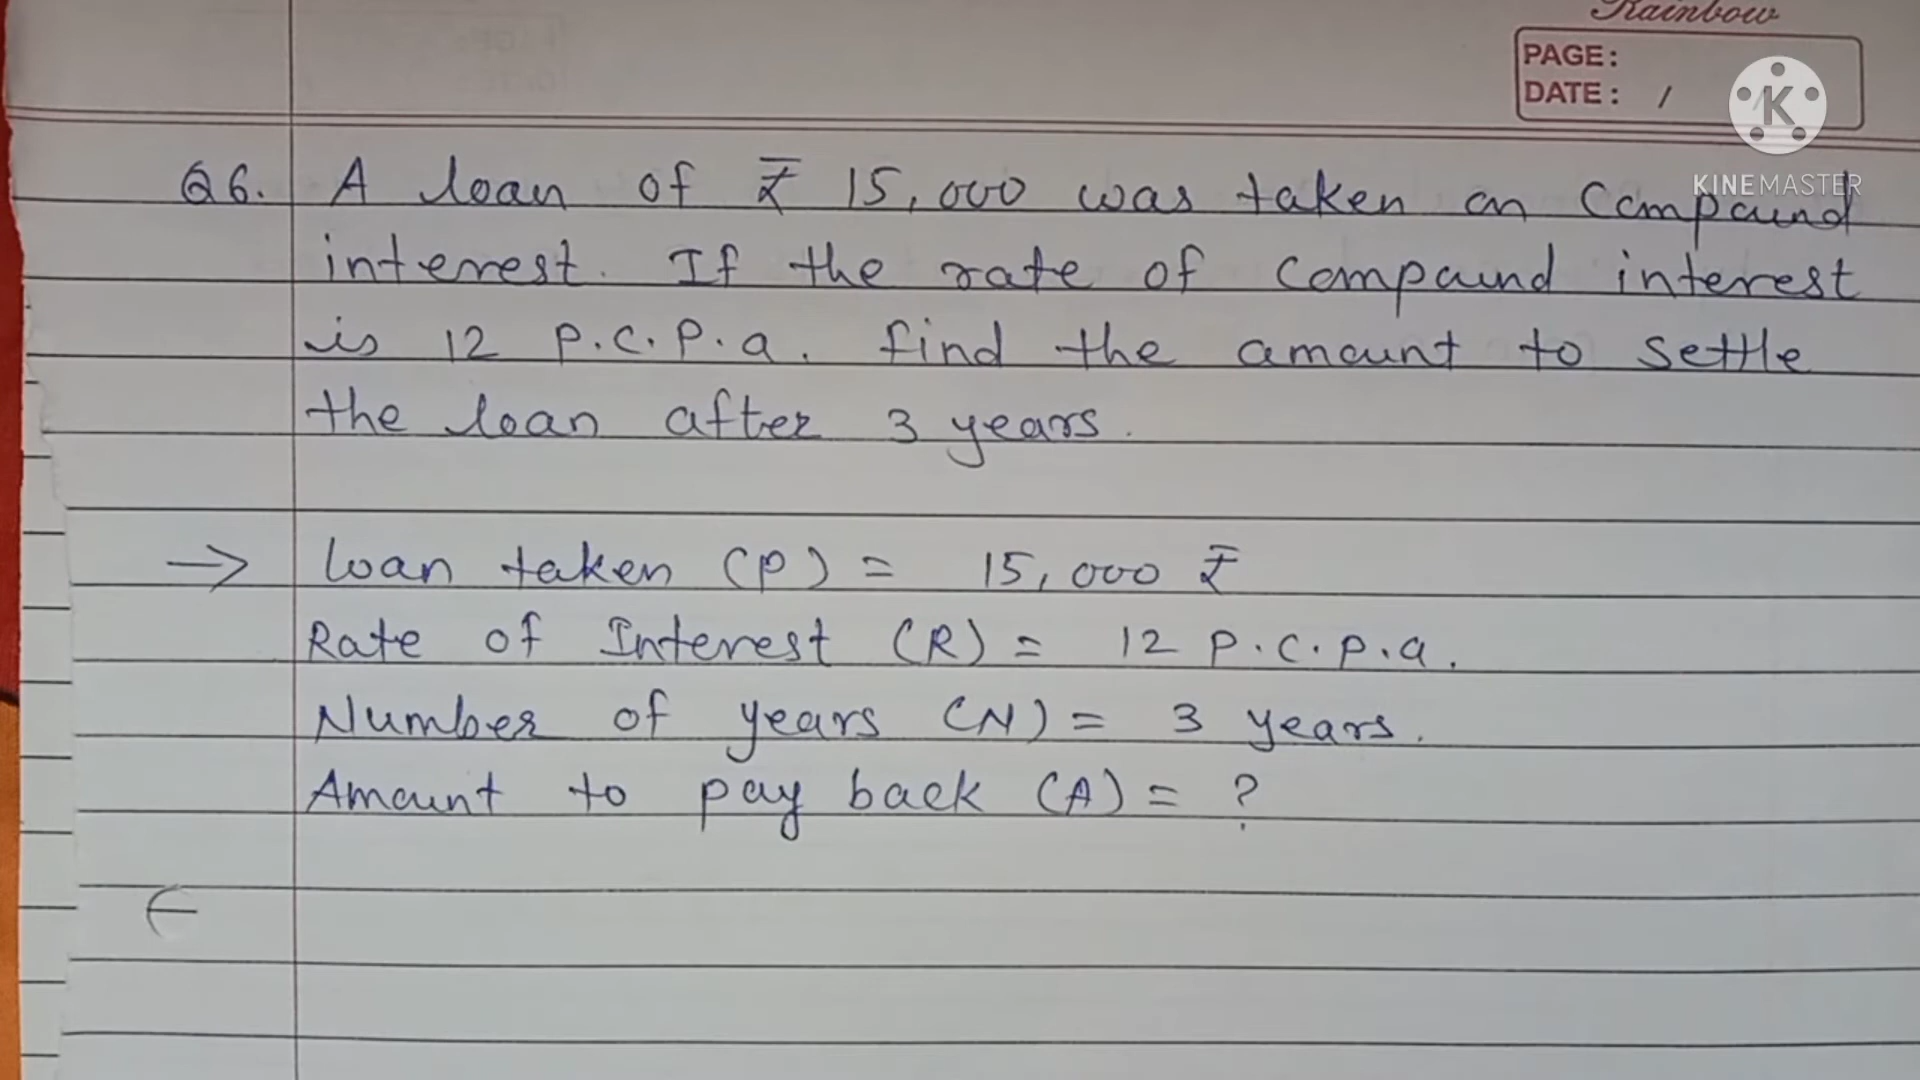 Rainbow
PAGE:
DATE: /
K
KINEMASTER
Q6. A loan of ₹ 15,000 was taken on compound
interest. If the rate of compound interest
is 12 p.c.p.a. find the amount to settle
the loan after 3 years.
→ Loan taken (P) = 15,000 ₹
Rate of Interest (R) = 12 p.c.p.a.
Number of years (N) = 3 years.
Amount to pay back (A) = ?